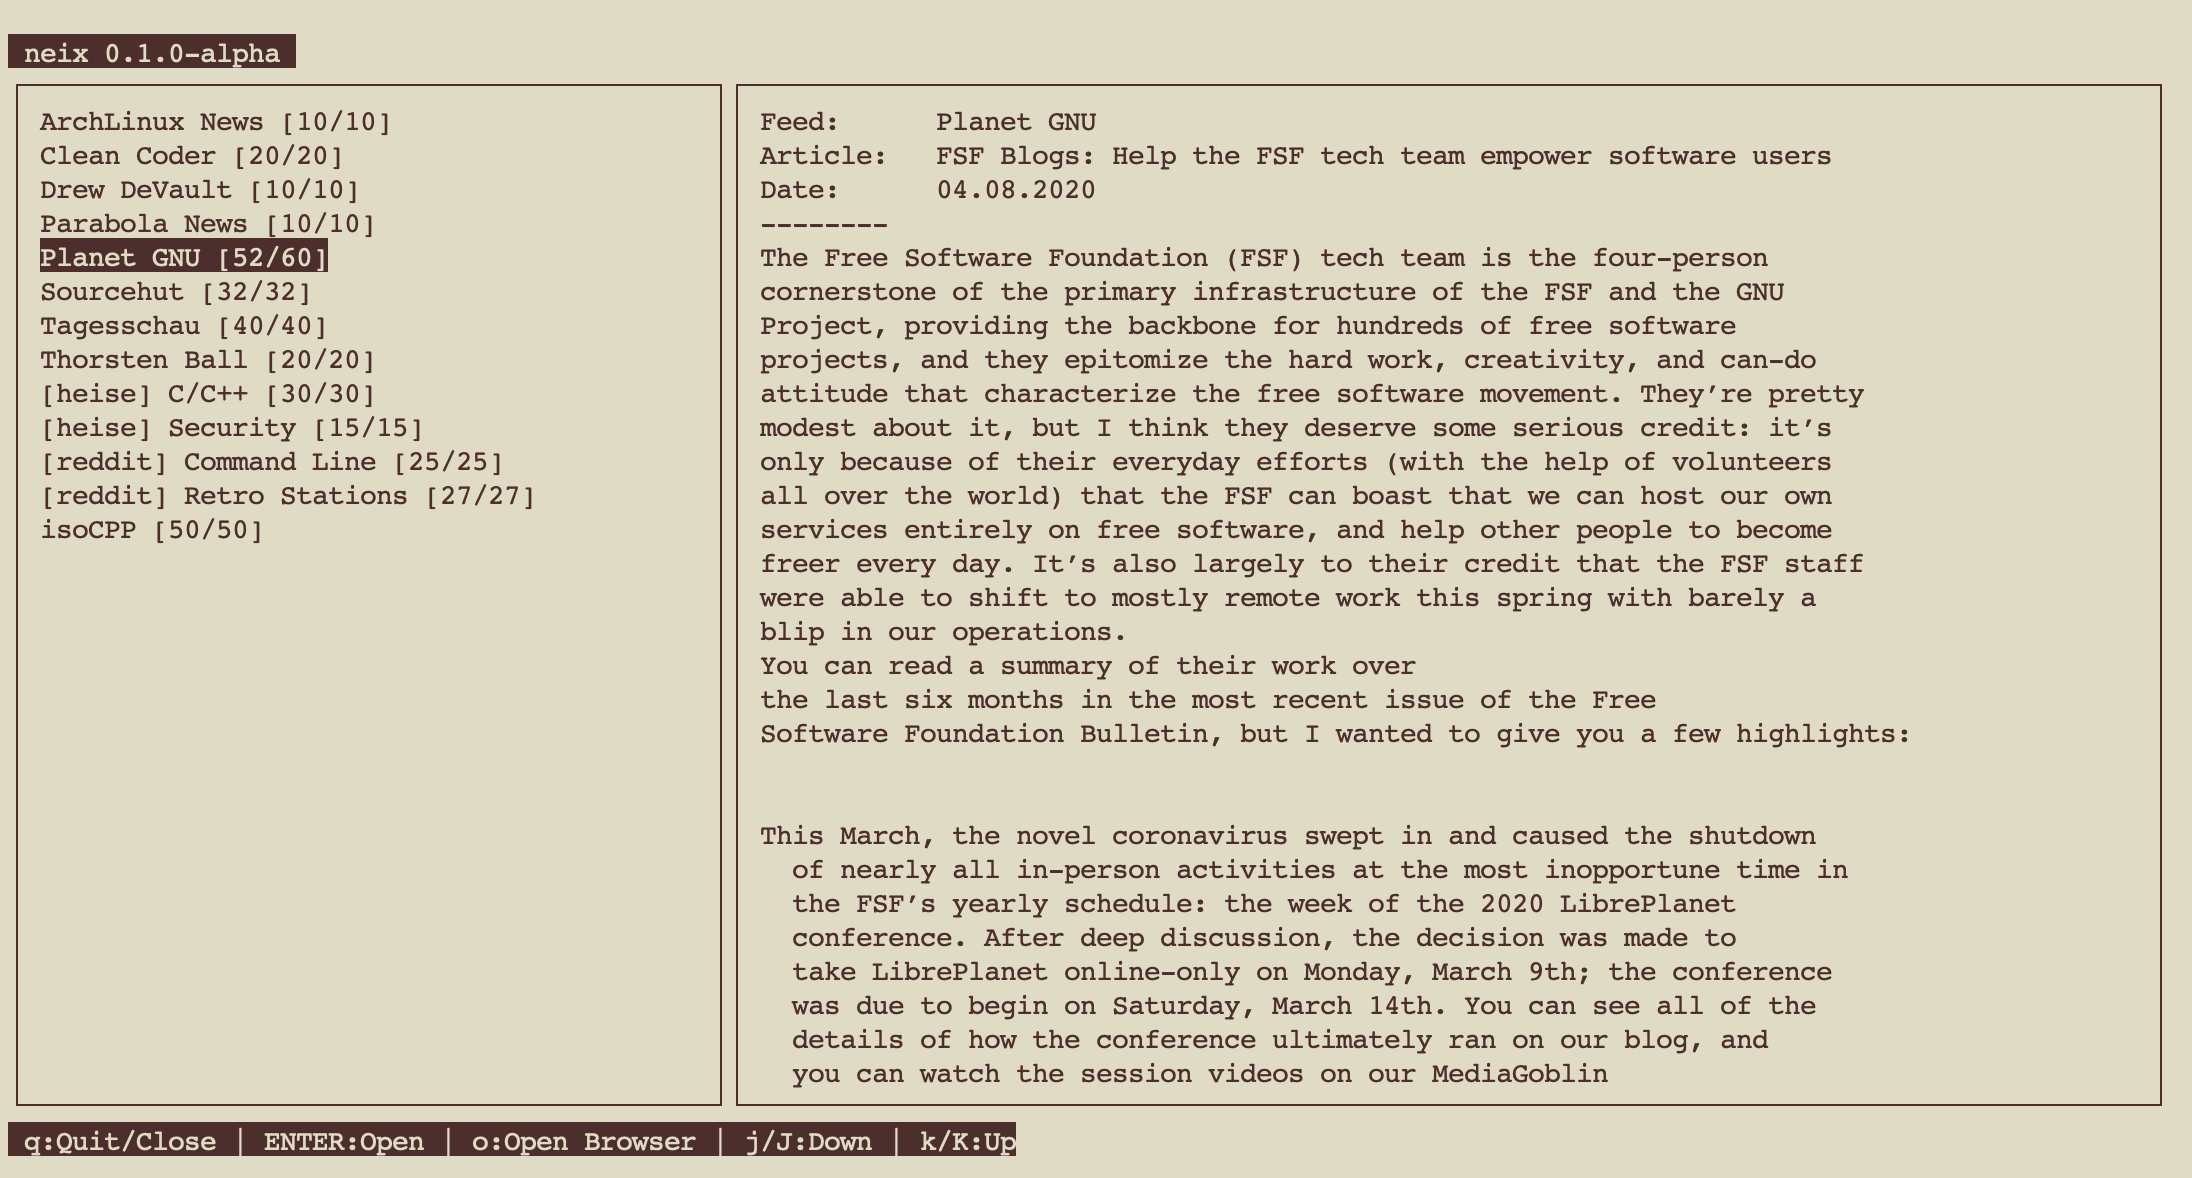 neix 0.1.0-alpha
ArchLinux News [10/10]
Clean Coder [20/20]
Drew DeVault [10/10]
Parabola News [10/10]
Planet GNU [52/60]
Sourcehut [32/32]
Tagesschau [40/40]
Thorsten Ball [20/20]
[heise] C/C++ [30/30]
[heise] Security [15/15]
[reddit] Command Line [25/25]
[reddit] Retro Stations [27/27]
isoCPP [50/50]
Feed: Planet GNU
Article: FSF Blogs: Help the FSF tech team empower software users
Date: 04.08.2020
--------
The Free Software Foundation (FSF) tech team is the four-person
cornerstone of the primary infrastructure of the FSF and the GNU
Project, providing the backbone for hundreds of free software
projects, and they epitomize the hard work, creativity, and can-do
attitude that characterize the free software movement. They’re pretty
modest about it, but I think they deserve some serious credit: it’s
only because of their everyday efforts (with the help of volunteers
all over the world) that the FSF can boast that we can host our own
services entirely on free software, and help other people to become
freer every day. It’s also largely to their credit that the FSF staff
were able to shift to mostly remote work this spring with barely a
blip in our operations.
You can read a summary of their work over
the last six months in the most recent issue of the Free
Software Foundation Bulletin, but I wanted to give you a few highlights:
This March, the novel coronavirus swept in and caused the shutdown
of nearly all in-person activities at the most inopportune time in
the FSF’s yearly schedule: the week of the 2020 LibrePlanet
conference. After deep discussion, the decision was made to
take LibrePlanet online-only on Monday, March 9th; the conference
was due to begin on Saturday, March 14th. You can see all of the
details of how the conference ultimately ran on our blog, and
you can watch the session videos on our MediaGoblin
q:Quit/Close │ ENTER:Open │ o:Open Browser │ j/J:Down │ k/K:Up